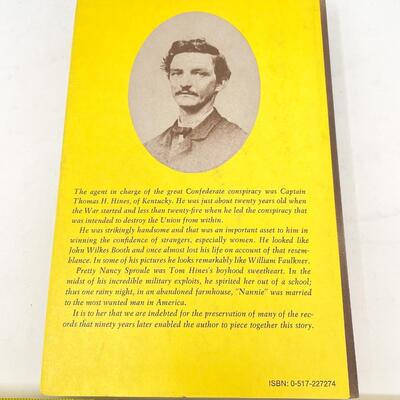 The agent in charge of the great Confederate conspiracy was Captain
Thomas H. Hines, of Kentucky. He was just about twenty years old when
the War started and less than twenty-five when he led the conspiracy that
was intended to destroy the Union from within.
He was strikingly handsome and that was an important asset to him in
winning the confidence of strangers, especially women. He looked like
John Wilkes Booth and once almost lost his life on account of that resem-
blance. In some of his pictures he looks remarkably like William Faulkner.
Pretty Nancy Sproule was Tom Hines's boyhood sweetheart. In the
midst of his incredible military exploits, he spirited her out of a school;
thus one rainy night, in an abandoned farmhouse, "Nannie" was married
to the most wanted man in America.
It is to her that we are indebted for the preservation of many of the rec-
ords that ninety years later enabled the author to piece together this story.
ISBN: 0-517-227274